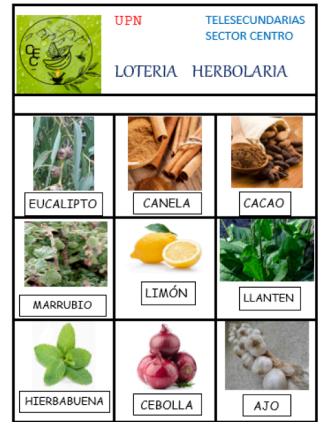 UPN
TELESECUNDARIAS
SECTOR CENTRO
LOTERIA HERBOLARIA
EUCALIPTO
CANELA
CACAO
MARRUBIO
LIMÓN
LLANTEN
HIERBABUENA
CEBOLLA
AJO